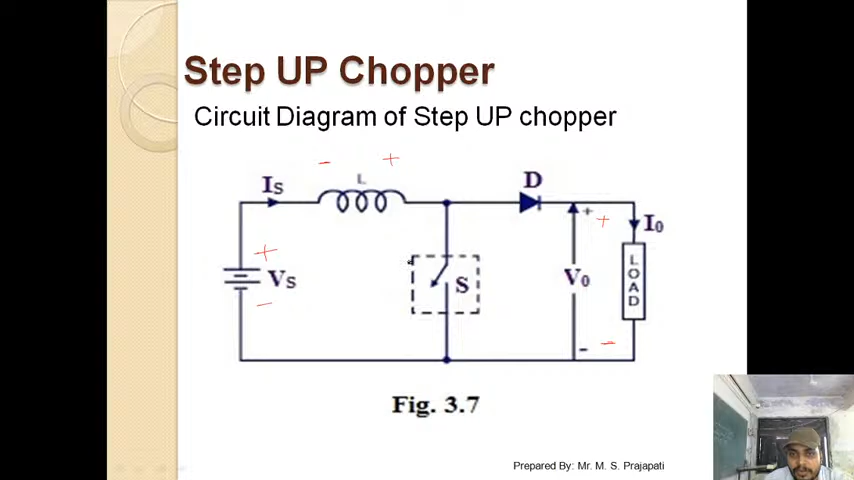 Step UP Chopper
Circuit Diagram of Step UP chopper
- +
L
D
IS
+
I0
+
+
VS
S
V0
LOAD
-
-
-
Fig. 3.7
Prepared By: Mr. M. S. Prajapati